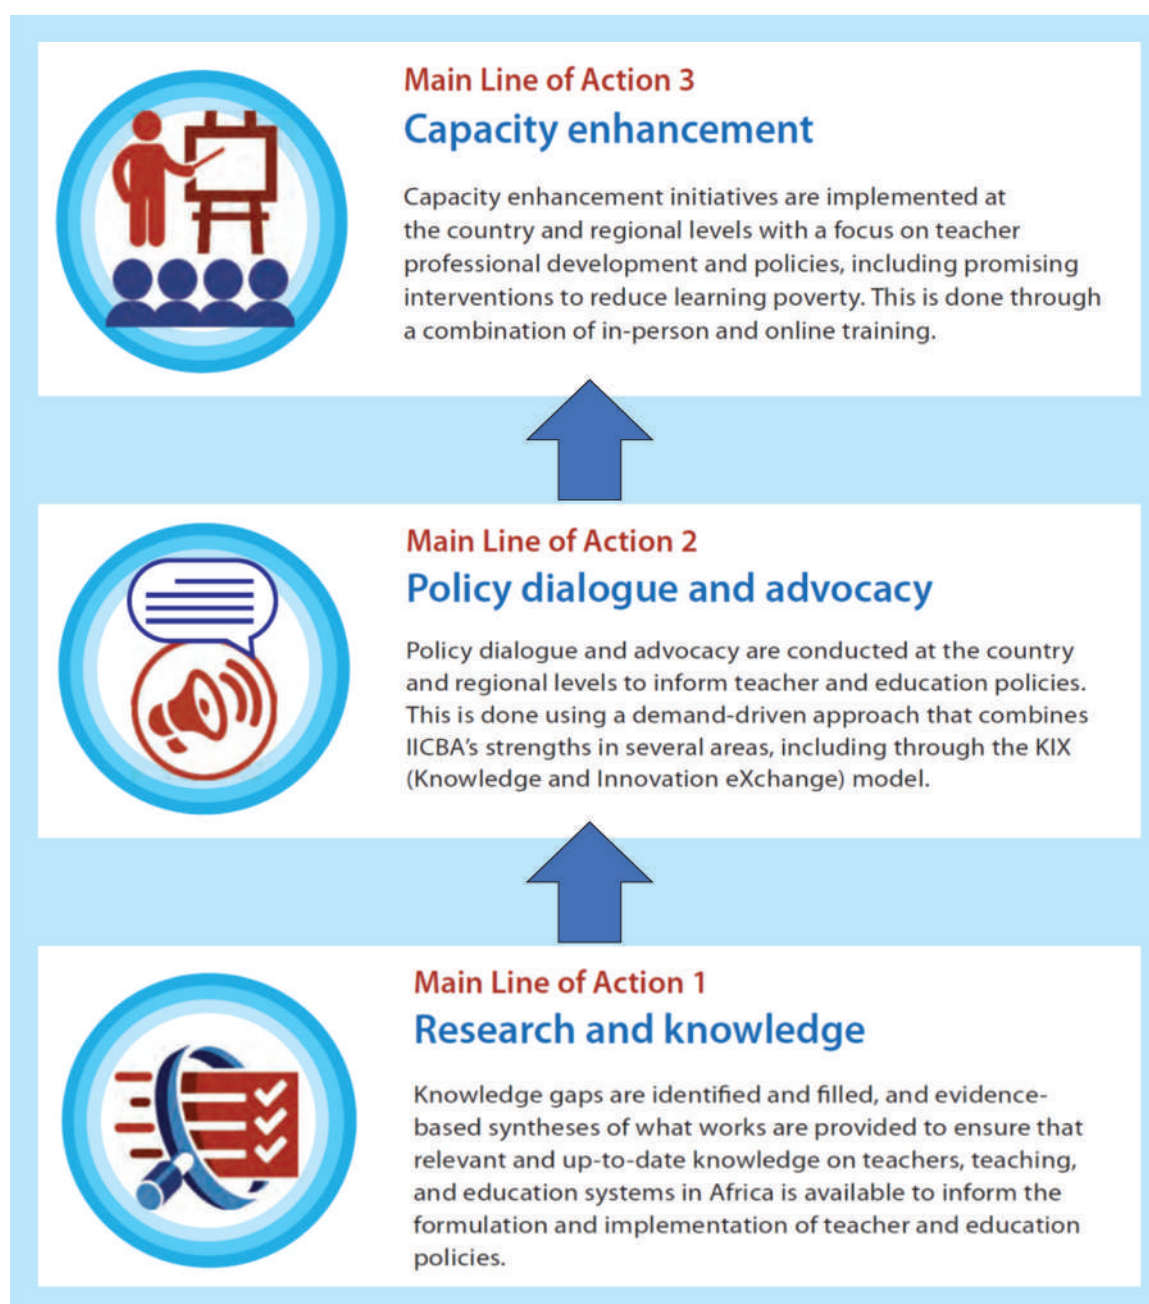 Main Line of Action 3
Capacity enhancement
Capacity enhancement initiatives are implemented at
the country and regional levels with a focus on teacher
professional development and policies, including promising
interventions to reduce learning poverty. This is done through
a combination of in-person and online training.
Main Line of Action 2
Policy dialogue and advocacy
Policy dialogue and advocacy are conducted at the country
and regional levels to inform teacher and education policies.
This is done using a demand-driven approach that combines
IICBA’s strengths in several areas, including through the KIX
(Knowledge and Innovation eXchange) model.
Main Line of Action 1
Research and knowledge
Knowledge gaps are identified and filled, and evidence-
based syntheses of what works are provided to ensure that
relevant and up-to-date knowledge on teachers, teaching,
and education systems in Africa is available to inform the
formulation and implementation of teacher and education
policies.